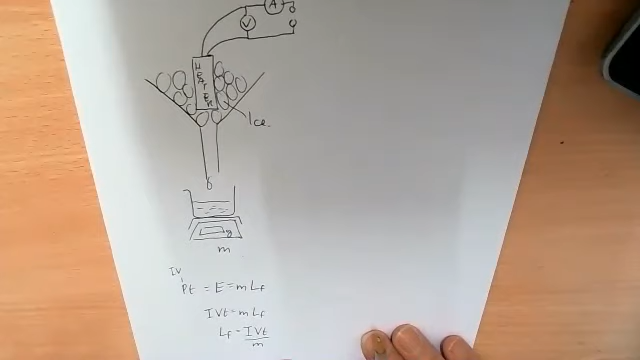 A
V
HEATER
Ice
g
m
IV
Pt = E = mLf
IVt = mLf
Lf = IVt
m